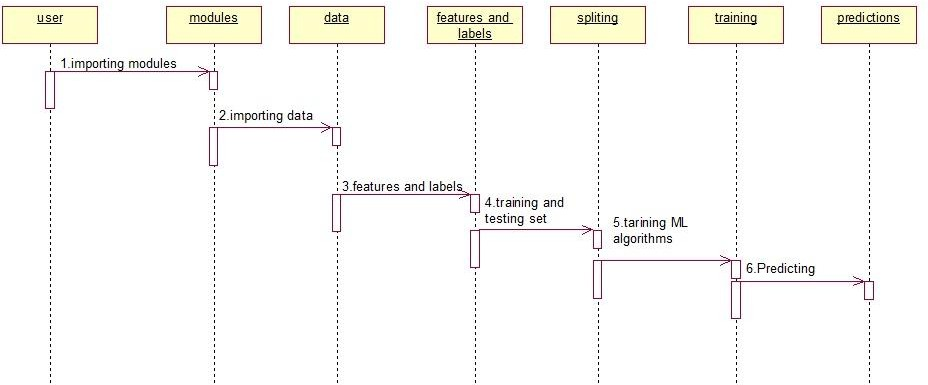 user
modules
data
features and
labels
spliting
training
predictions
1.importing modules
2.importing data
3.features and labels
4.training and
testing set
5.tarining ML
algorithms
6.Predicting